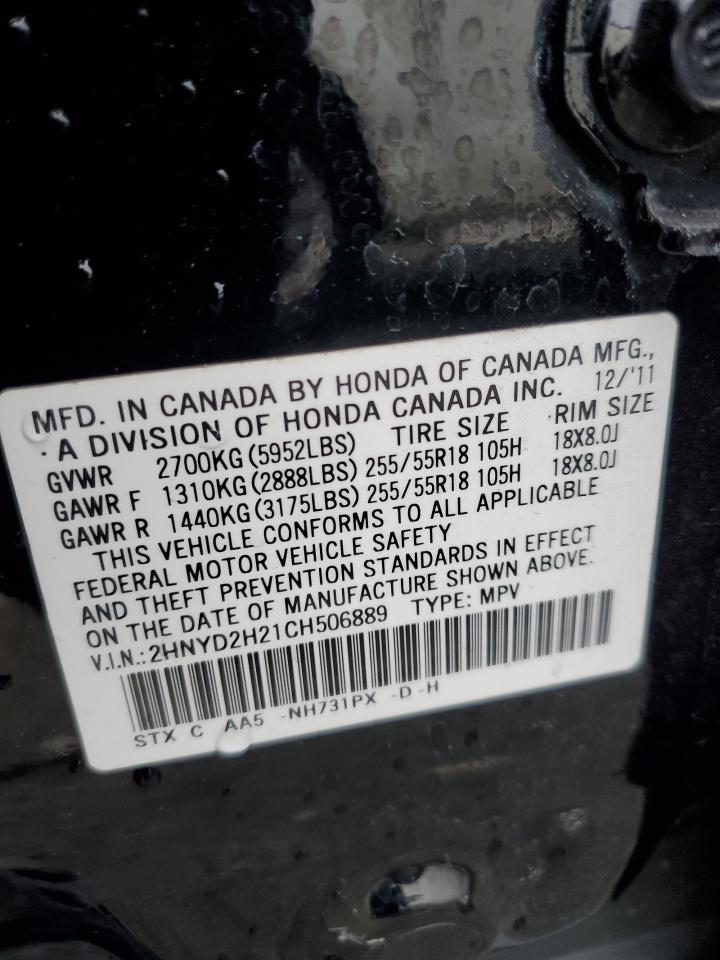 MFD. IN CANADA BY HONDA OF CANADA MFG.,
A DIVISION OF HONDA CANADA INC. 12/'11
GVWR 2700KG (5952LBS) TIRE SIZE RIM SIZE
GAWR F 1310KG (2888LBS) 255/55R18 105H 18X8.0J
GAWR R 1440KG (3175LBS) 255/55R18 105H 18X8.0J
THIS VEHICLE CONFORMS TO ALL APPLICABLE
FEDERAL MOTOR VEHICLE SAFETY
AND THEFT PREVENTION STANDARDS IN EFFECT
ON THE DATE OF MANUFACTURE SHOWN ABOVE.
V.I.N.: 2HNYD2H21CH506889 TYPE: MPV
STX C AA5 -NH731PX -D -H